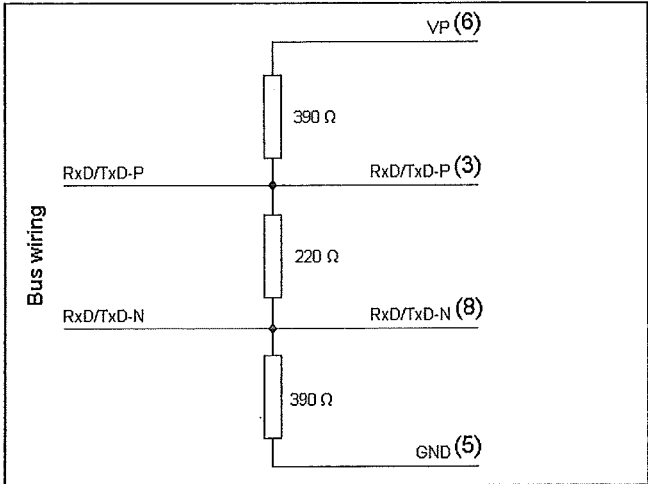 VP (6)
390 Ω
RxD/TxD-P RxD/TxD-P (3)
Bus wiring
220 Ω
RxD/TxD-N RxD/TxD-N (8)
390 Ω
GND (5)